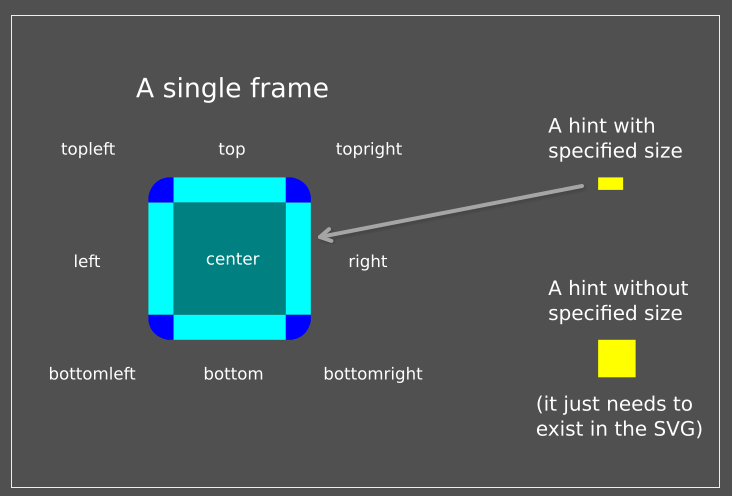 A single frame
A hint with
specified size
topleft
top
topright
left
center
right
A hint without
specified size
bottomleft
bottom
bottomright
(it just needs to
exist in the SVG)